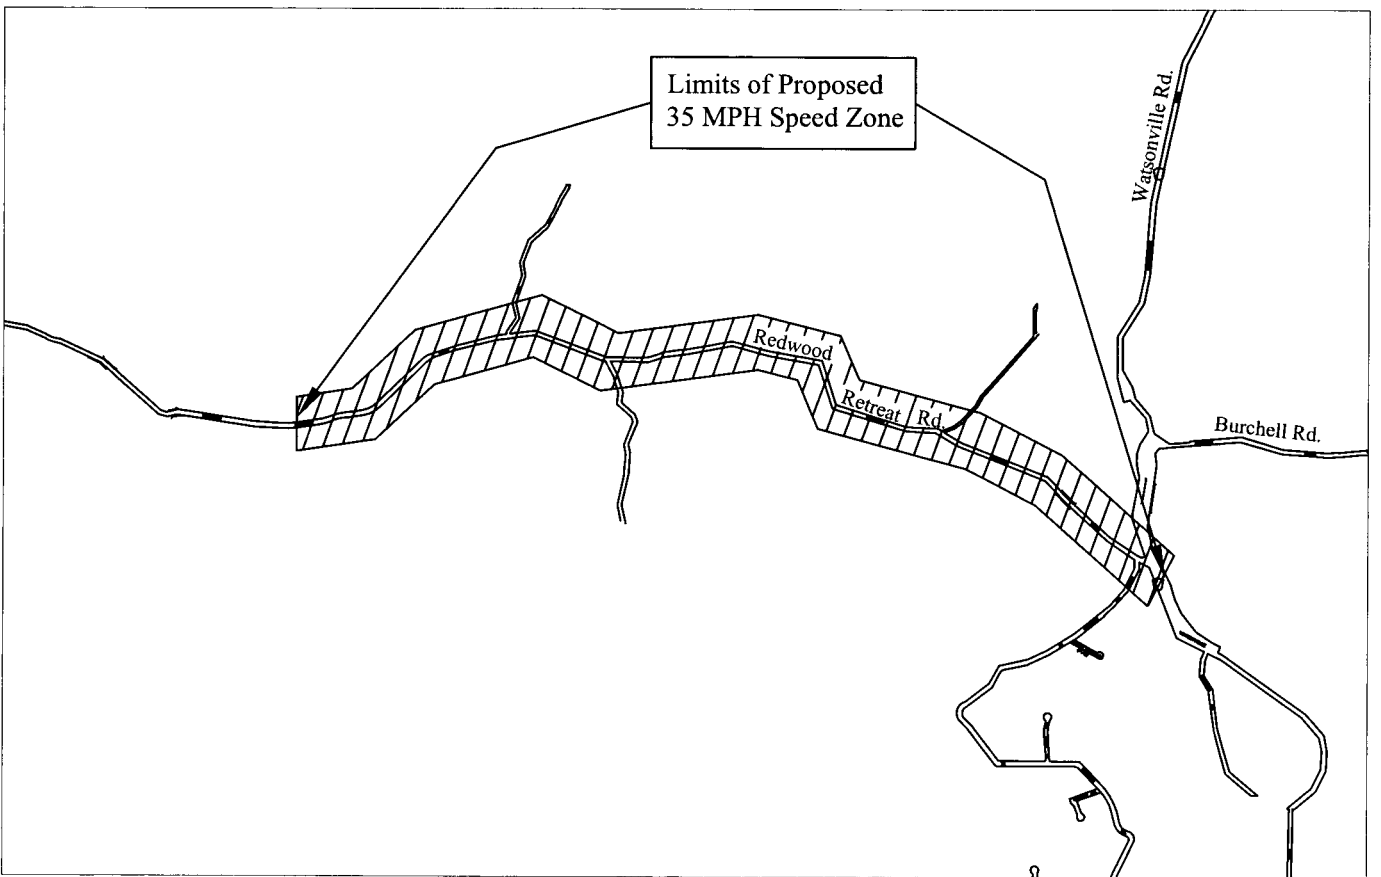 Limits of Proposed
35 MPH Speed Zone
Watsonville Rd.
Redwood
Retreat Rd.
Burchell Rd.